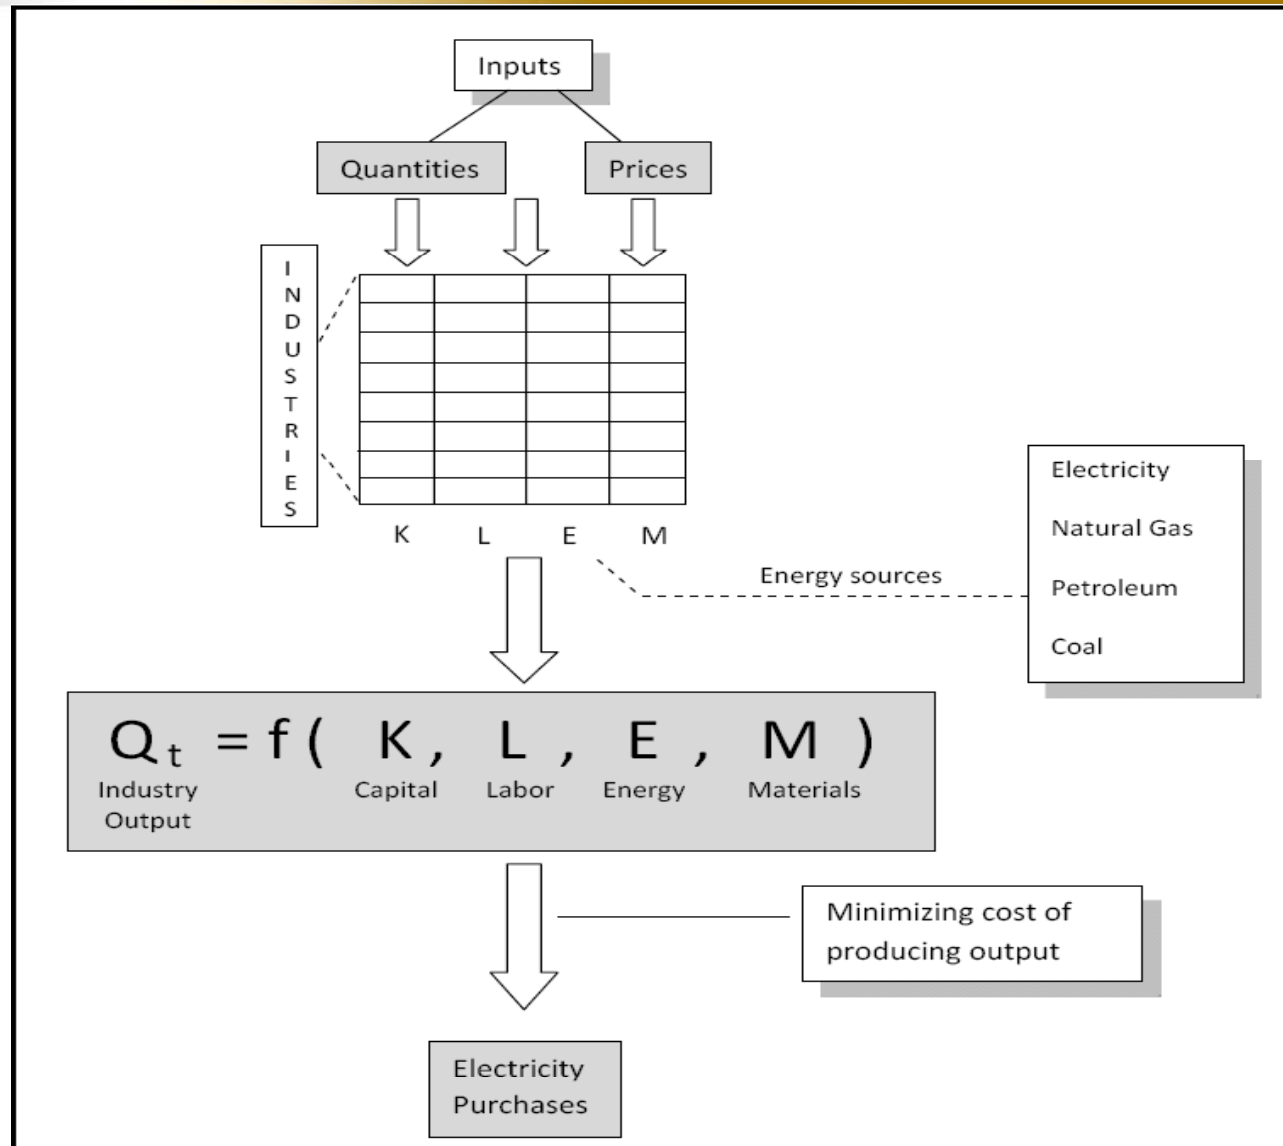 Inputs
Quantities
Prices
INDUSTRIES
K L E M
Energy sources
Electricity
Natural Gas
Petroleum
Coal
Qt = f ( K , L , E , M )
Industry Output
Capital
Labor
Energy
Materials
Minimizing cost of
producing output
Electricity
Purchases